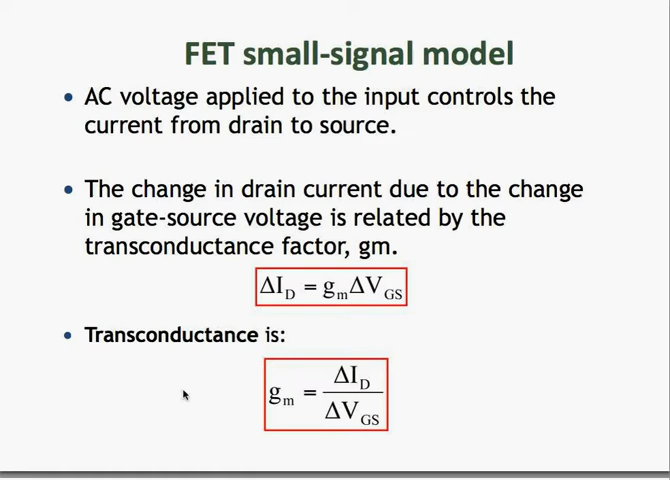 FET small-signal model
• AC voltage applied to the input controls the
current from drain to source.
• The change in drain current due to the change
in gate-source voltage is related by the
transconductance factor, gm.
ΔI_D = g_m ΔV_GS
• Transconductance is:
g_m = ΔI_D / ΔV_GS